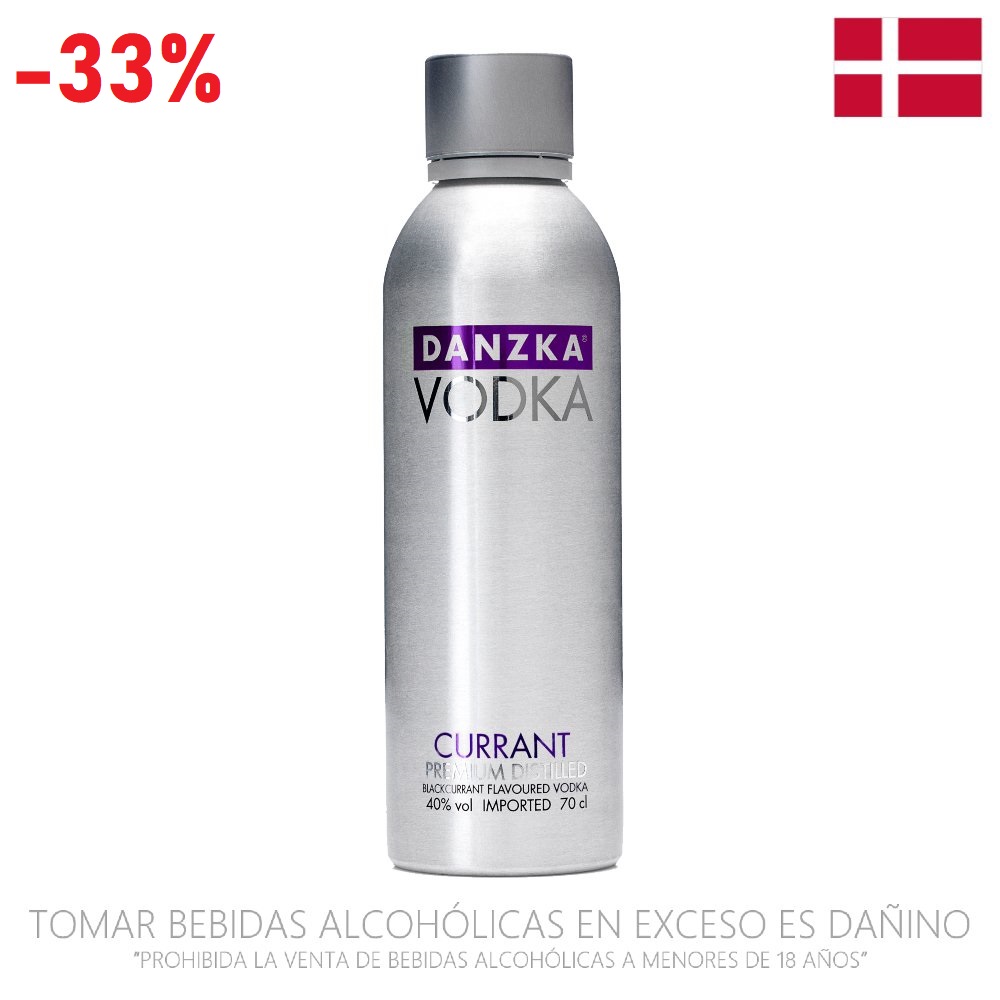 -33%
DANZKA®
VODKA
CURRANT
PREMIUM DISTILLED
BLACKCURRANT FLAVOURED VODKA
40% vol IMPORTED 70 cl
TOMAR BEBIDAS ALCOHÓLICAS EN EXCESO ES DAÑINO
"PROHIBIDA LA VENTA DE BEBIDAS ALCOHÓLICAS A MENORES DE 18 AÑOS"